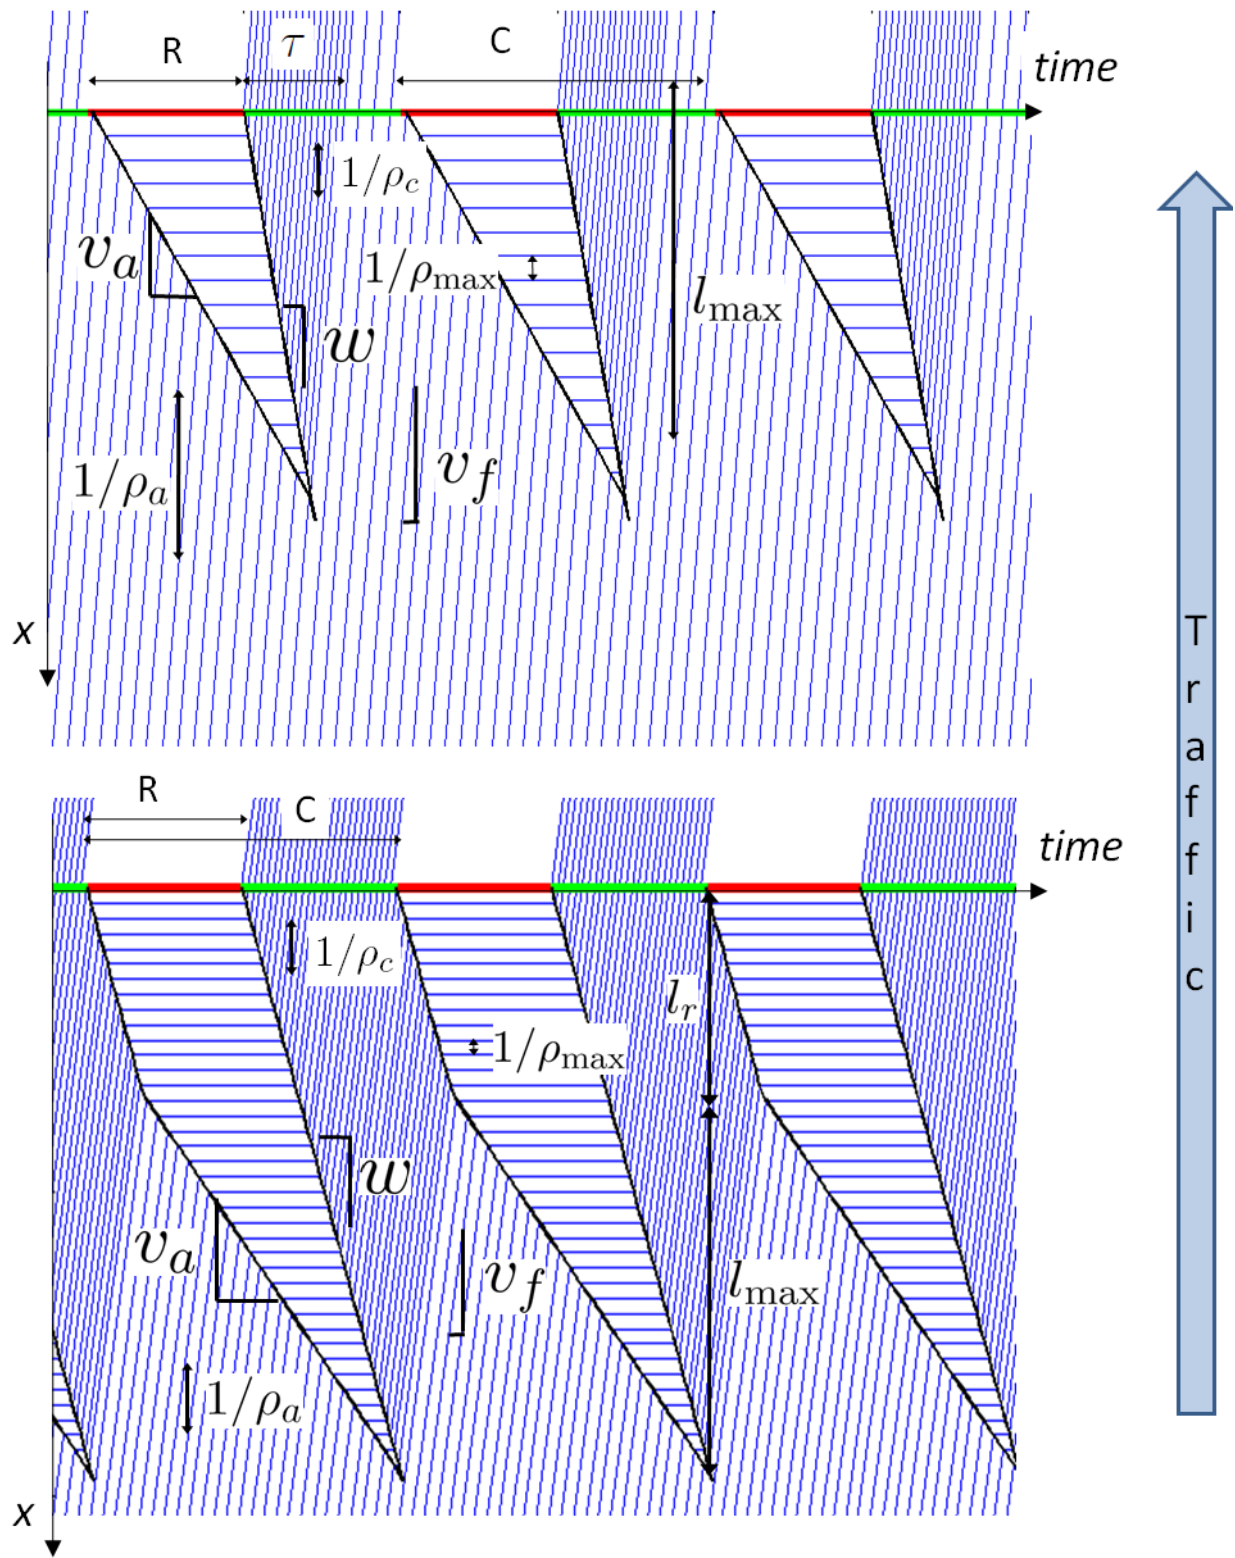 R
τ
C
time
1/ρ_c
v_a
1/ρ_max
l_max
w
1/ρ_a
v_f
x
T
r
a
f
f
i
c
R
C
time
1/ρ_c
l_r
1/ρ_max
w
v_a
v_f
l_max
1/ρ_a
x